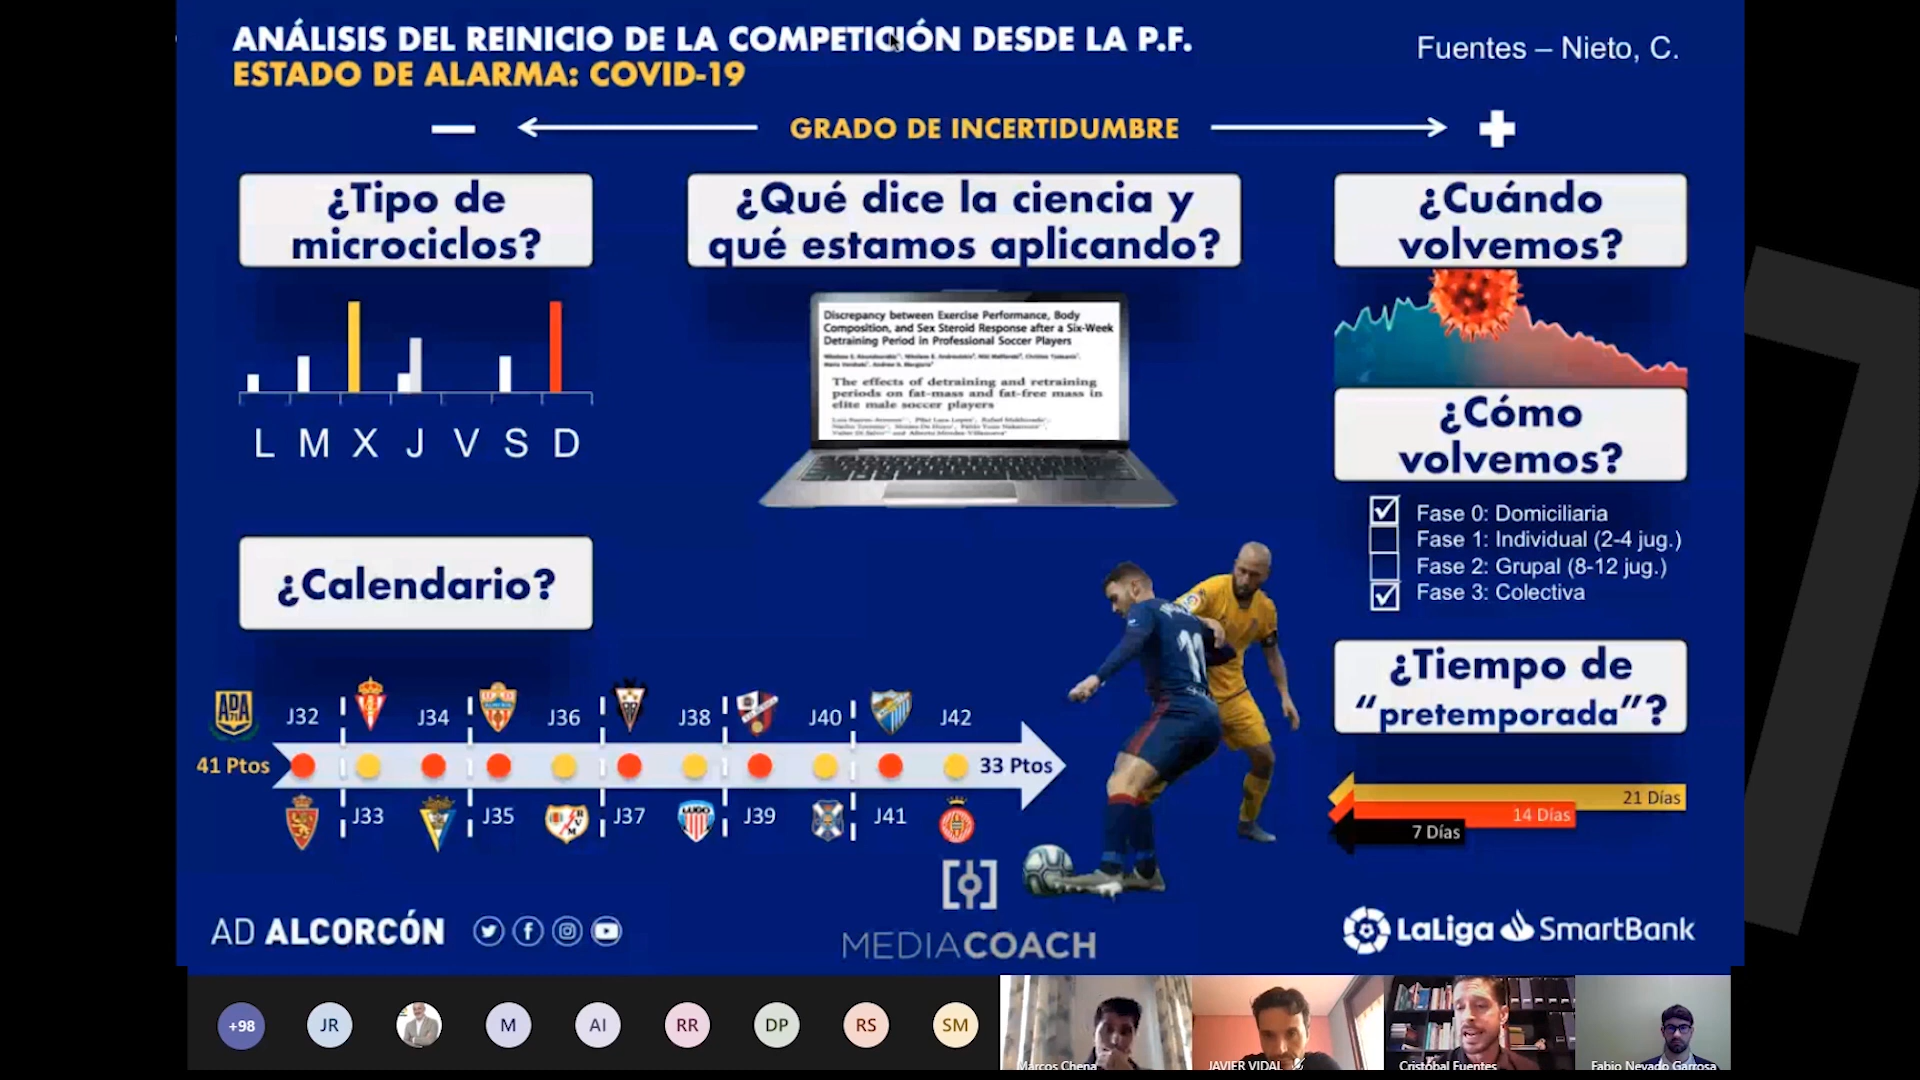 ANÁLISIS DEL REINICIO DE LA COMPETICIÓN DESDE LA P.F.
ESTADO DE ALARMA: COVID-19
Fuentes – Nieto, C.
GRADO DE INCERTIDUMBRE
¿Tipo de
microciclos?
L M X J V S D
¿Qué dice la ciencia y
qué estamos aplicando?
Discrepancy between Exercise Performance, Body
Composition, and Sex Steroid Response after a Six-Week
Detraining Period in Professional Soccer Players
The effects of detraining and retraining
periods on fat-mass and fat-free mass in
elite male soccer players
¿Cuándo
volvemos?
¿Cómo
volvemos?
Fase 0: Domiciliaria
Fase 1: Individual (2-4 jug.)
Fase 2: Grupal (8-12 jug.)
Fase 3: Colectiva
¿Tiempo de
“pretemporada”?
21 Días
14 Días
7 Días
¿Calendario?
J32 J34 J36 J38 J40 J42
41 Ptos 33 Ptos
J33 J35 J37 J39 J41
11
LUGO
AD ALCORCÓN
MEDIACOACH
LaLiga SmartBank
+98 JR M AI RR DP RS SM
Marcos Chena JAVIER VIDAL Cristóbal Fuentes Fabio Nevado Garrosa